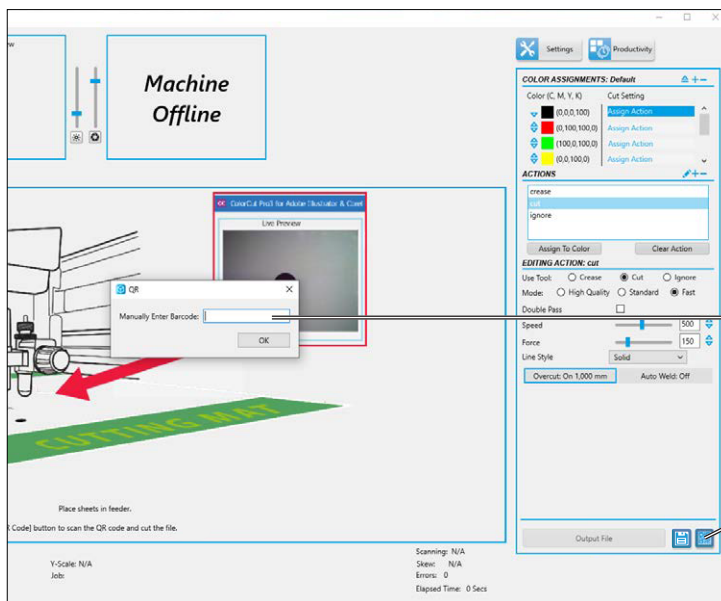 ew
Machine
Offline
Settings
Productivity
COLOR ASSIGNMENTS: Default
Color (C, M, Y, K) Cut Setting
(0,0,0,100) Assign Action
(0,100,100,0) Assign Action
(100,0,100,0) Assign Action
(0,0,100,0) Assign Action
ACTIONS
crease
cut
ignore
Assign To Color Clear Action
EDITING ACTION: cut
Use Tool: Crease Cut Ignore
Mode: High Quality Standard Fast
Double Pass
Speed 500
Force 150
Line Style Solid
Overcut: On 1,000 mm Auto Weld: Off
Output File
CC ColorCut Pro3 for Adobe Illustrator & Corel
Live Preview
QR
Manually Enter Barcode:
OK
CUTTING MAT
Place sheets in feeder.
R Code] button to scan the QR code and cut the file.
Y-Scale: N/A
Job:
Scanning: N/A
Skew: N/A
Errors: 0
Elapsed Time: 0 Secs